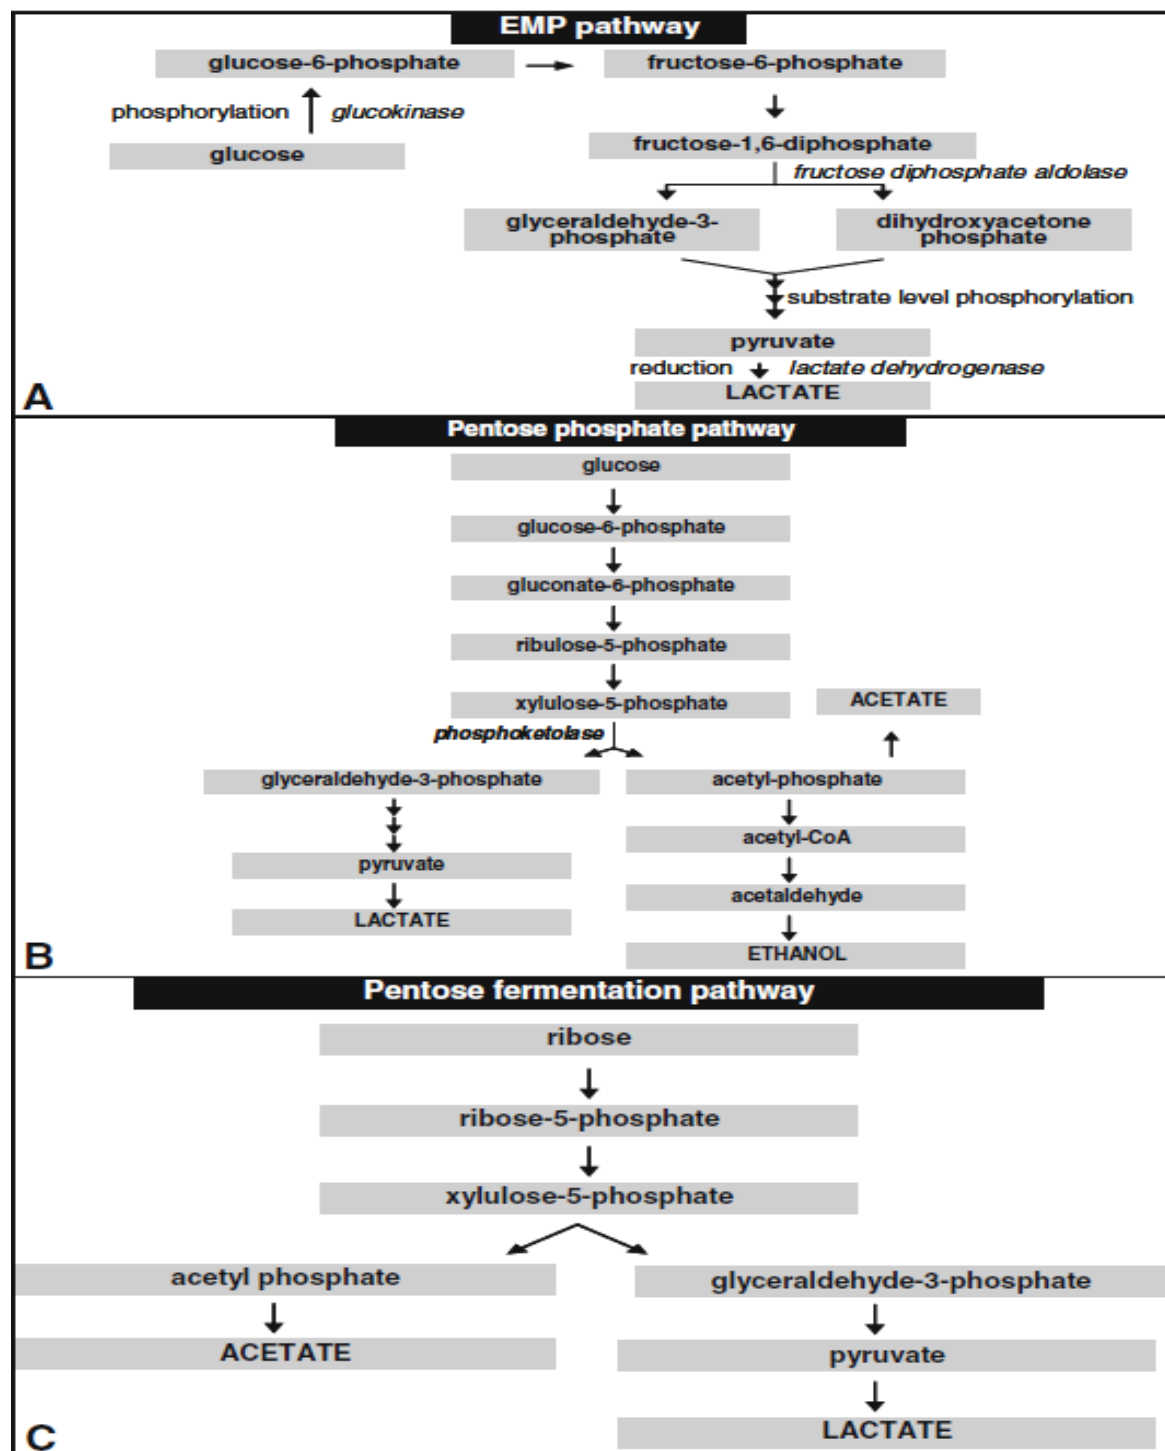 EMP pathway
glucose-6-phosphate
fructose-6-phosphate
phosphorylation
glucokinase
glucose
fructose-1,6-diphosphate
fructose diphosphate aldolase
glyceraldehyde-3-
phosphate
dihydroxyacetone
phosphate
substrate level phosphorylation
pyruvate
reduction
lactate dehydrogenase
LACTATE
A
Pentose phosphate pathway
glucose
glucose-6-phosphate
gluconate-6-phosphate
ribulose-5-phosphate
xylulose-5-phosphate
ACETATE
phosphoketolase
glyceraldehyde-3-phosphate
acetyl-phosphate
acetyl-CoA
pyruvate
acetaldehyde
LACTATE
ETHANOL
B
Pentose fermentation pathway
ribose
ribose-5-phosphate
xylulose-5-phosphate
acetyl phosphate
glyceraldehyde-3-phosphate
ACETATE
pyruvate
LACTATE
C